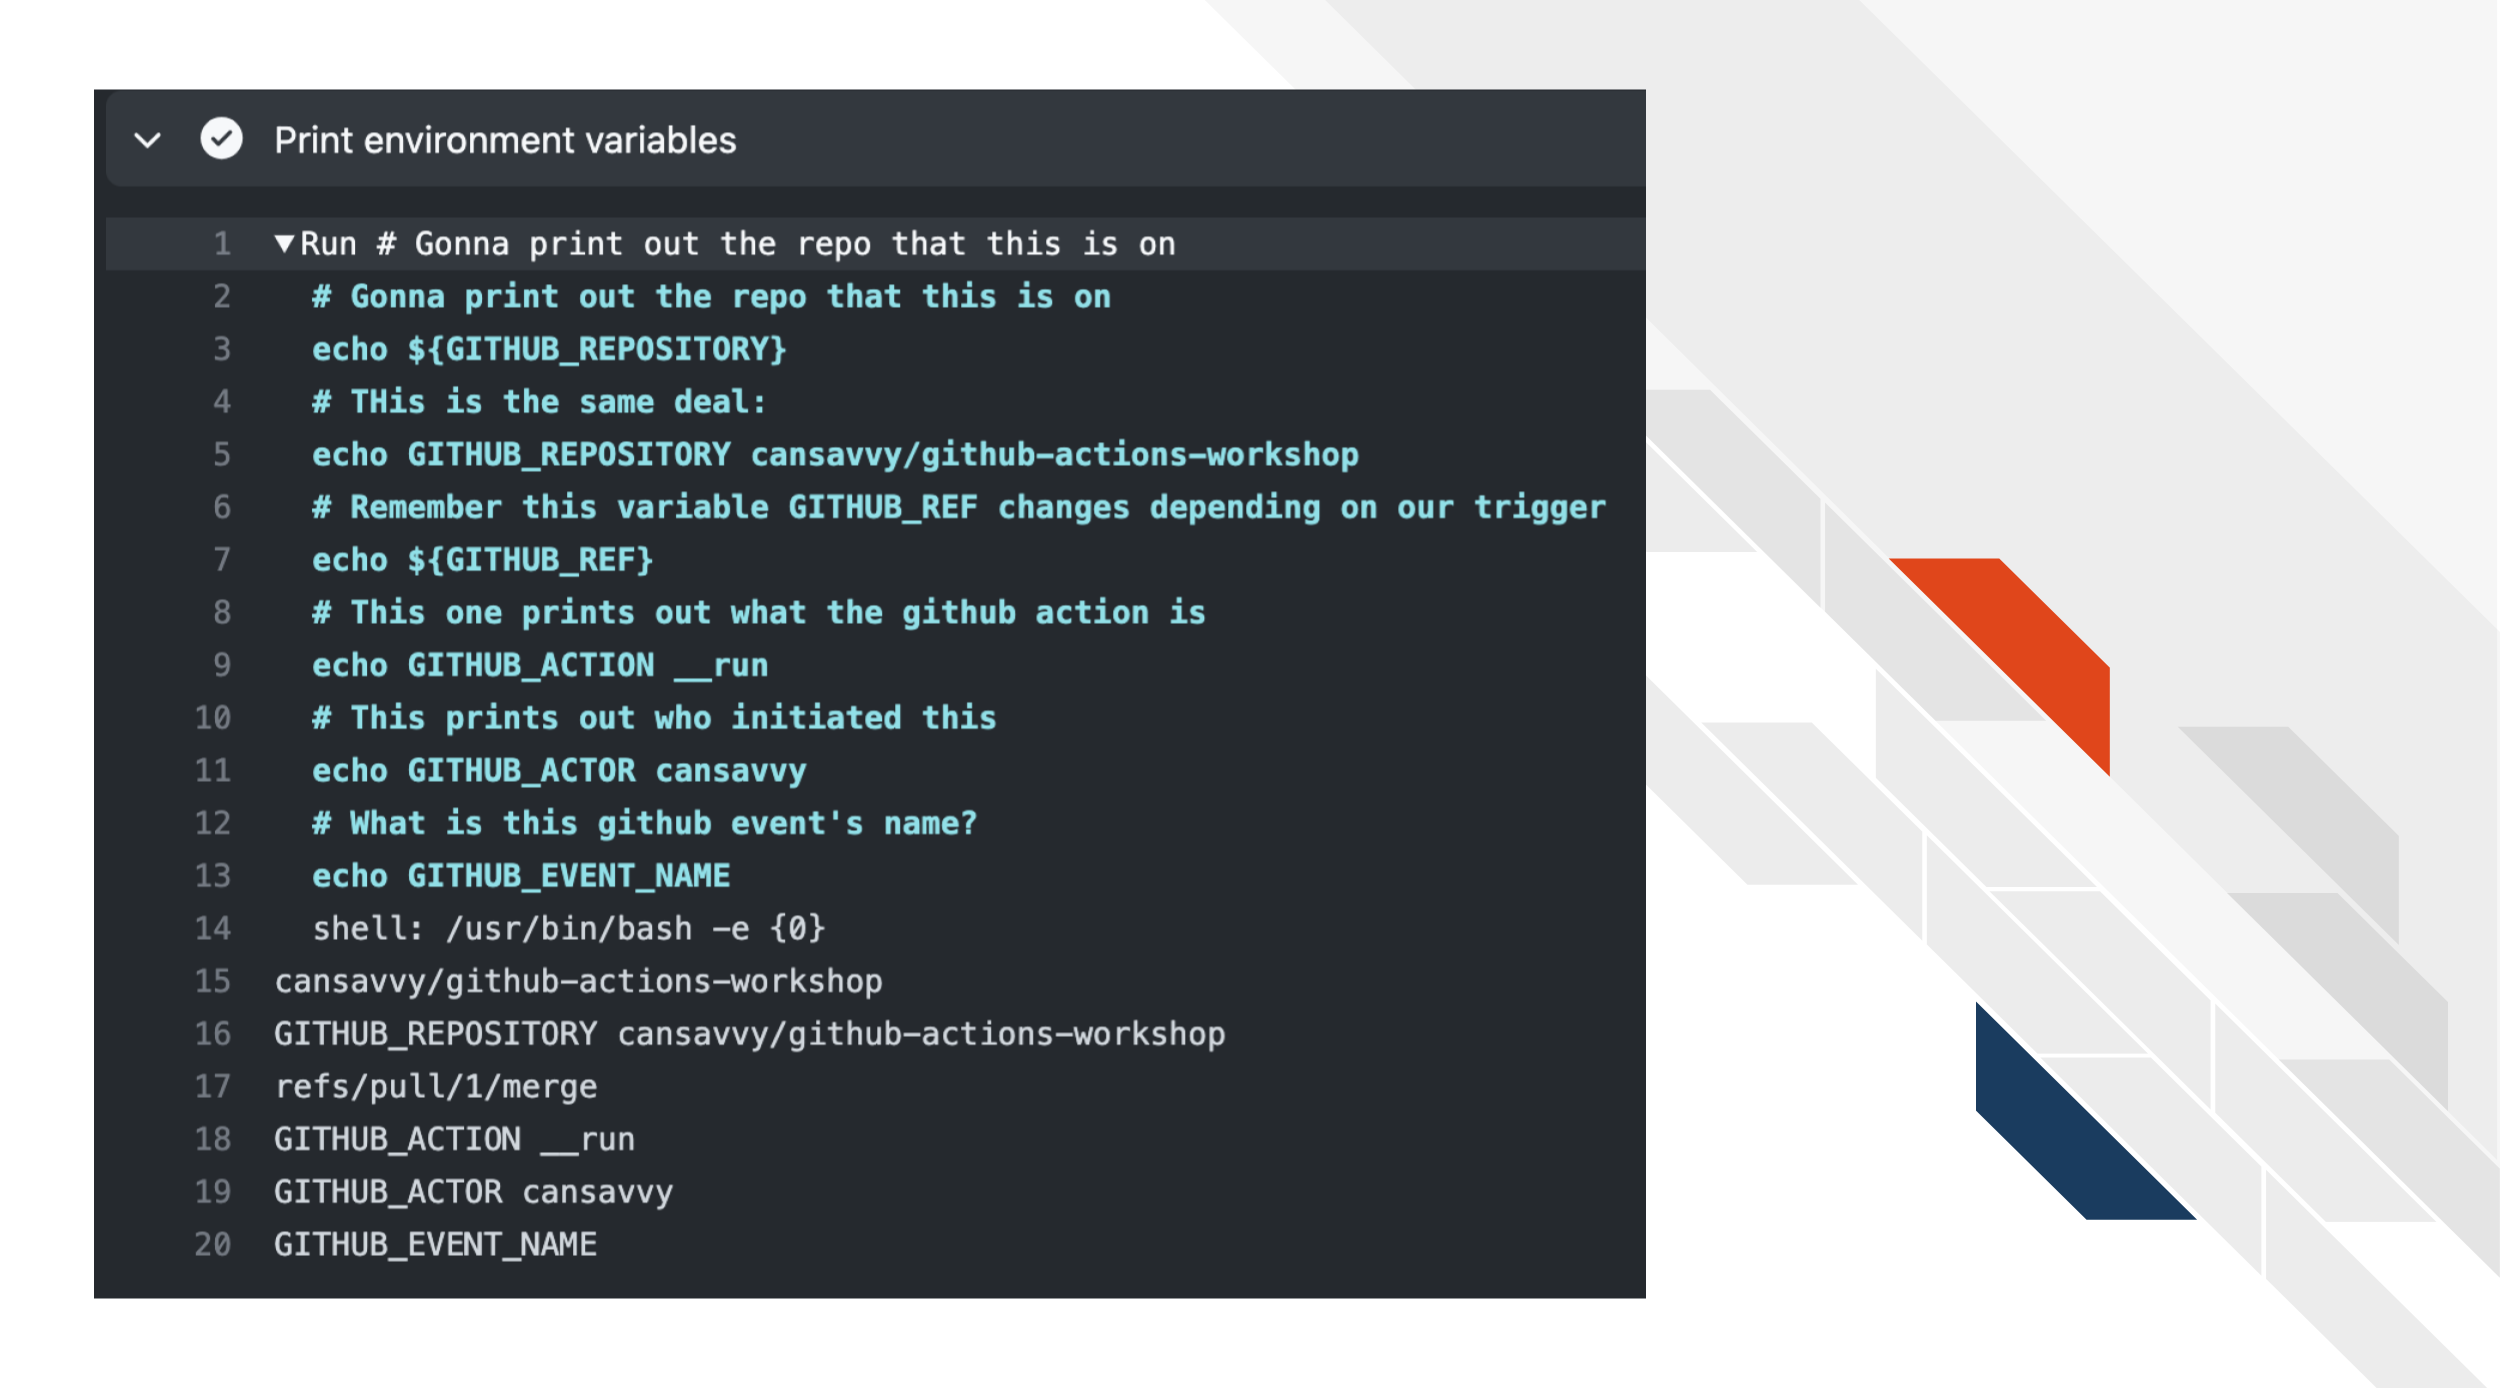 Print environment variables
1 ▼Run # Gonna print out the repo that this is on
2 # Gonna print out the repo that this is on
3 echo ${GITHUB_REPOSITORY}
4 # THis is the same deal:
5 echo GITHUB_REPOSITORY cansavvy/github-actions-workshop
6 # Remember this variable GITHUB_REF changes depending on our trigger
7 echo ${GITHUB_REF}
8 # This one prints out what the github action is
9 echo GITHUB_ACTION __run
10 # This prints out who initiated this
11 echo GITHUB_ACTOR cansavvy
12 # What is this github event's name?
13 echo GITHUB_EVENT_NAME
14 shell: /usr/bin/bash -e {0}
15 cansavvy/github-actions-workshop
16 GITHUB_REPOSITORY cansavvy/github-actions-workshop
17 refs/pull/1/merge
18 GITHUB_ACTION __run
19 GITHUB_ACTOR cansavvy
20 GITHUB_EVENT_NAME